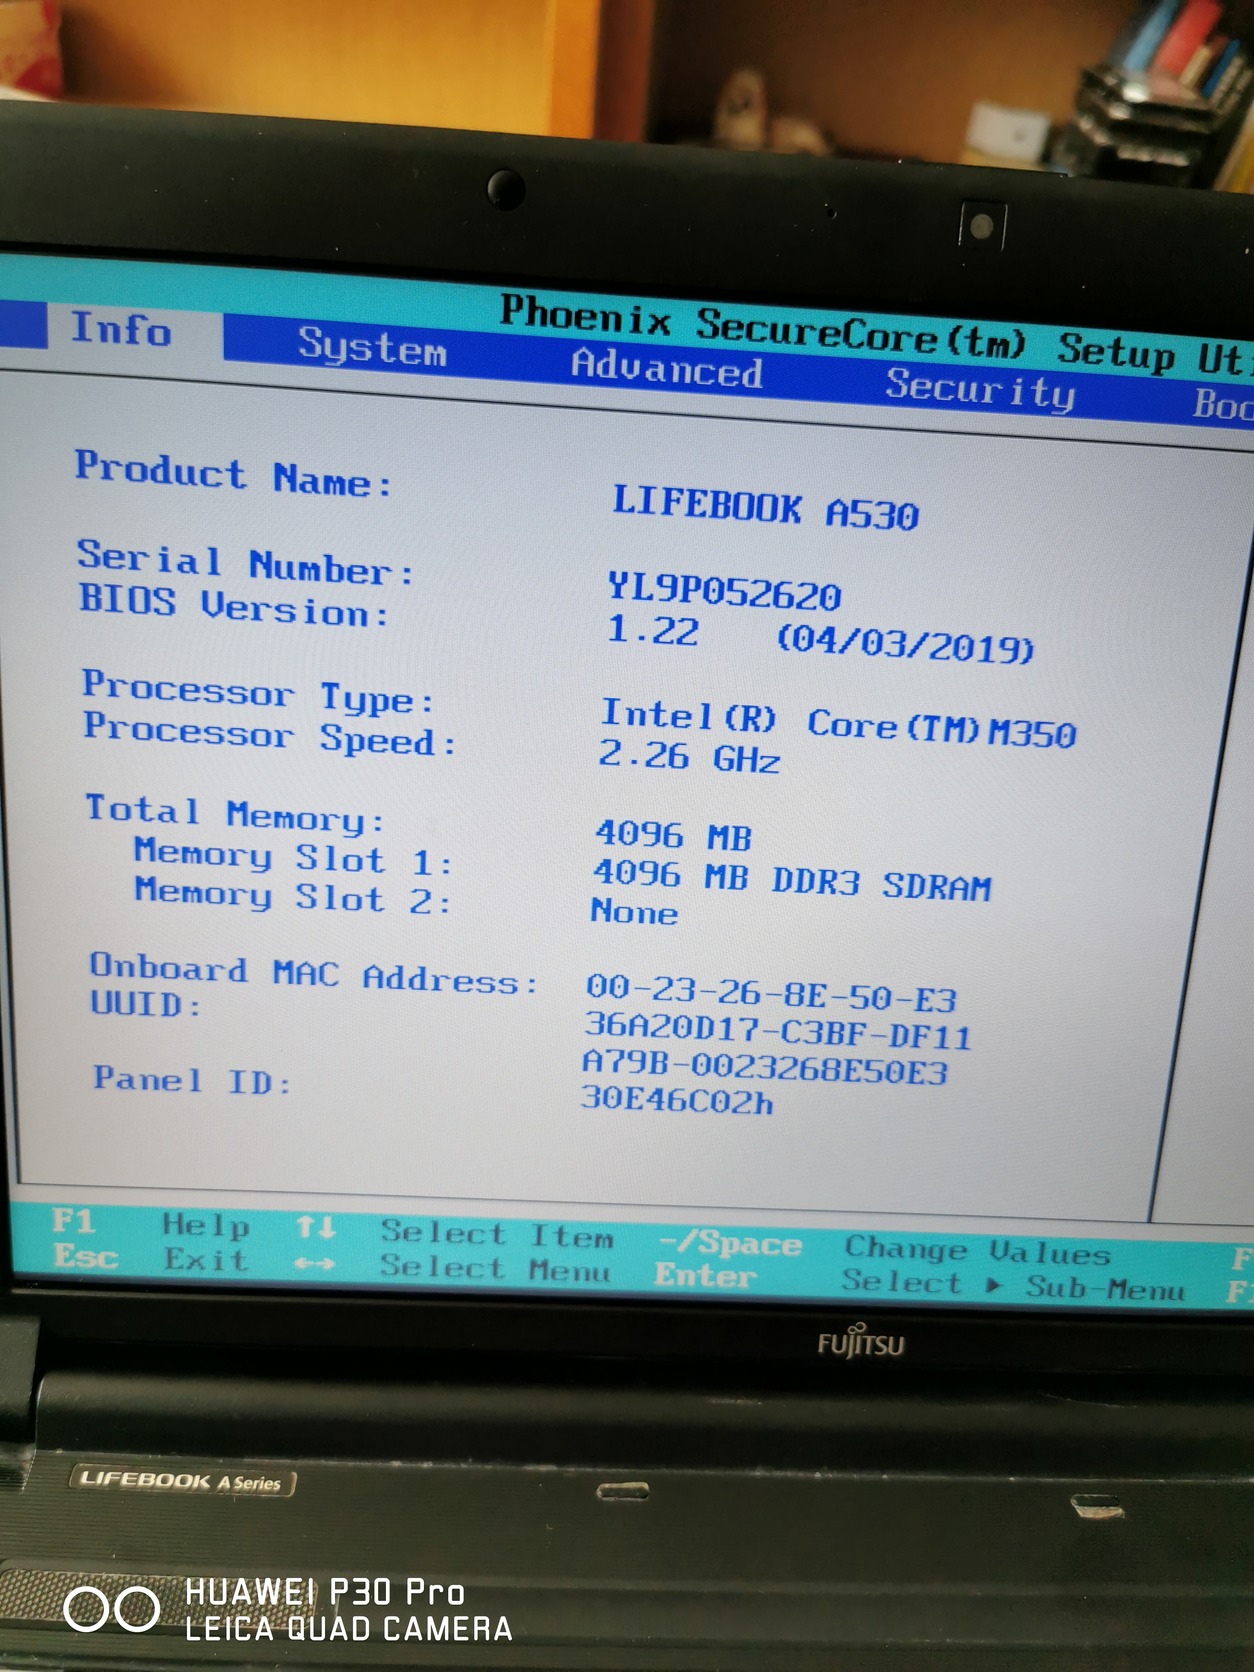 Phoenix SecureCore(tm) Setup
Info System Advanced Security
Product Name: LIFEBOOK A530
Serial Number: YL9P052620
BIOS Version: 1.22 (04/03/2019)
Processor Type: Intel(R) Core(TM)M350
Processor Speed: 2.26 GHz
Total Memory: 4096 MB
Memory Slot 1: 4096 MB DDR3 SDRAM
Memory Slot 2: None
Onboard MAC Address: 00-23-26-8E-50-E3
UUID: 36A20D17-C3BF-DF11
A79B-0023268E50E3
Panel ID: 30E46C02h
F1 Help ↑↓ Select Item -/Space Change Values
Esc Exit ↔ Select Menu Enter Select ▶ Sub-Menu
FUJITSU
LIFEBOOK A Series
HUAWEI P30 Pro
LEICA QUAD CAMERA